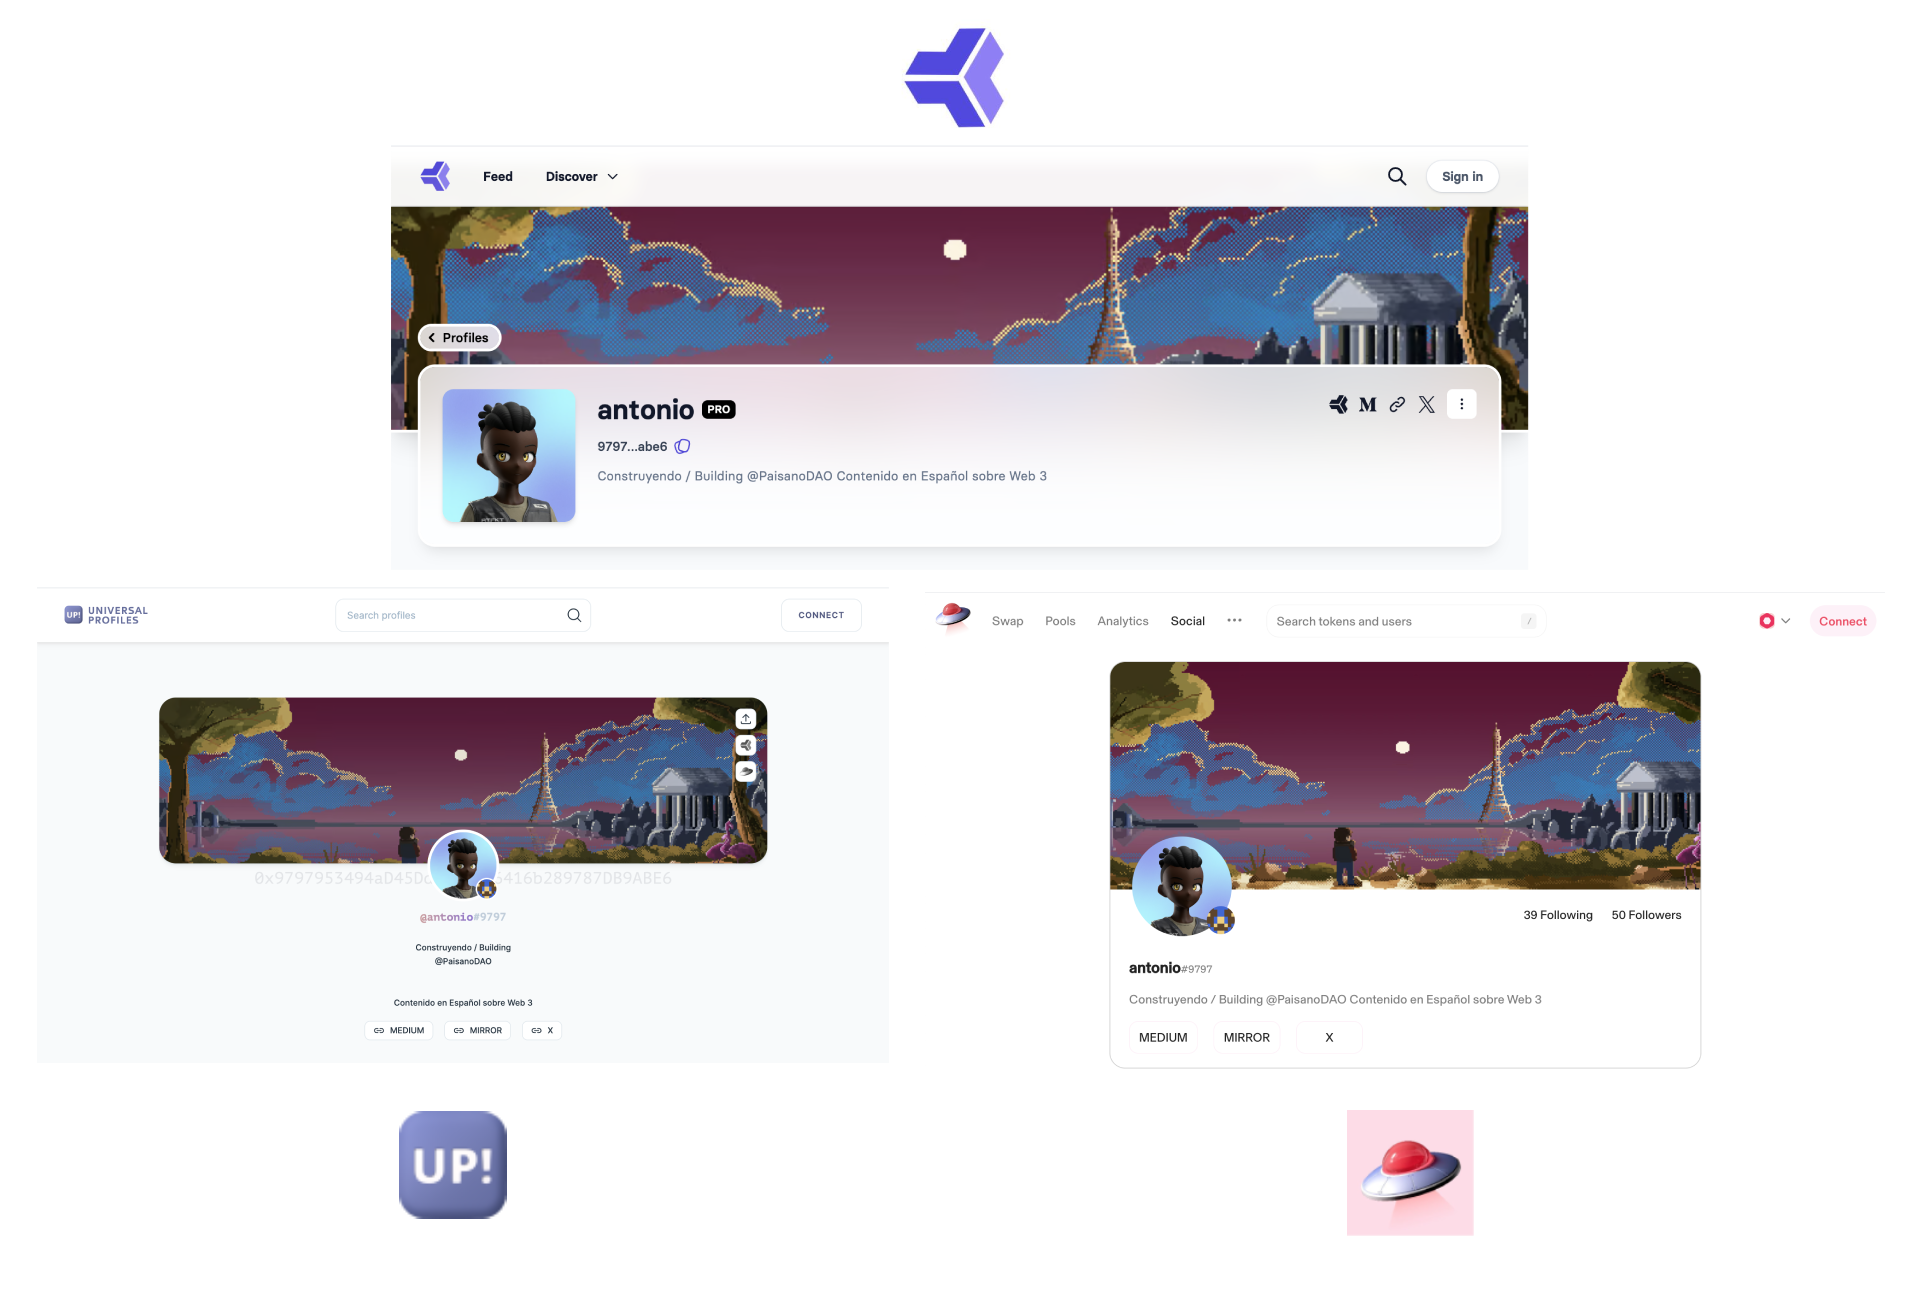 Feed
Discover
Sign in
Profiles
antonio PRO
9797...abe6
Construyendo / Building @PaisanoDAO Contenido en Español sobre Web 3
UP! UNIVERSAL
PROFILES
Search profiles
CONNECT
@antonio#9797
Construyendo / Building
@PaisanoDAO
Contenido en Español sobre Web 3
MEDIUM
MIRROR
X
Swap
Pools
Analytics
Social
Search tokens and users
/
Connect
39 Following
50 Followers
antonio#9797
Construyendo / Building @PaisanoDAO Contenido en Español sobre Web 3
MEDIUM
MIRROR
X
UP!